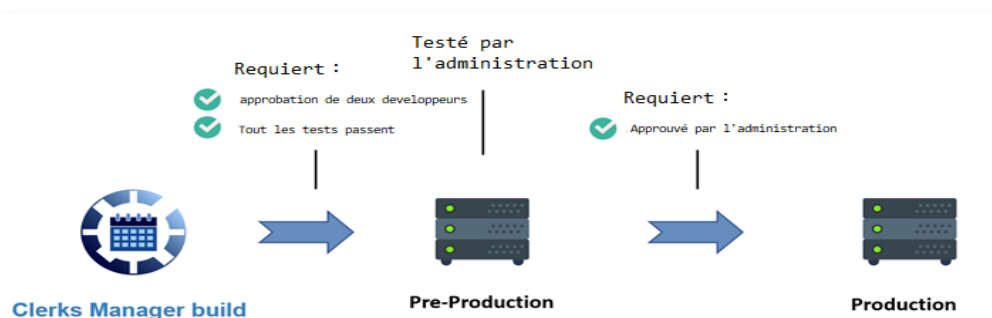 Testé par
l'administration
Requiert :
approbation de deux developpeurs
Tout les tests passent
Requiert :
Approuvé par l'administration
Clerks Manager build
Pre-Production
Production